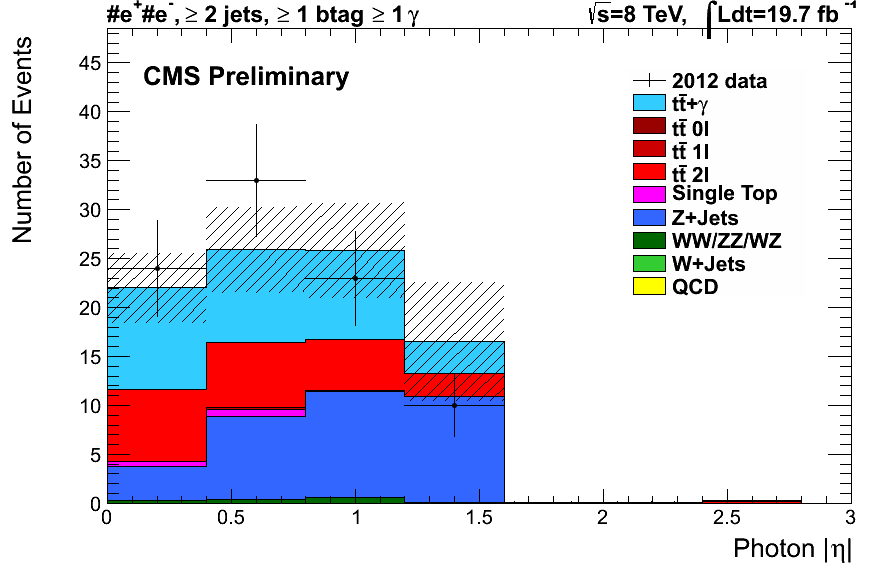 #e⁺#e⁻, ≥ 2 jets, ≥ 1 btag ≥ 1 γ
√s=8 TeV, ∫Ldt=19.7 fb⁻¹
CMS Preliminary
Number of Events
45
40
35
30
25
20
15
10
5
0
2012 data
tt̄+γ
tt̄ 0l
tt̄ 1l
tt̄ 2l
Single Top
Z+Jets
WW/ZZ/WZ
W+Jets
QCD
0 0.5 1 1.5 2 2.5 3
Photon |η|